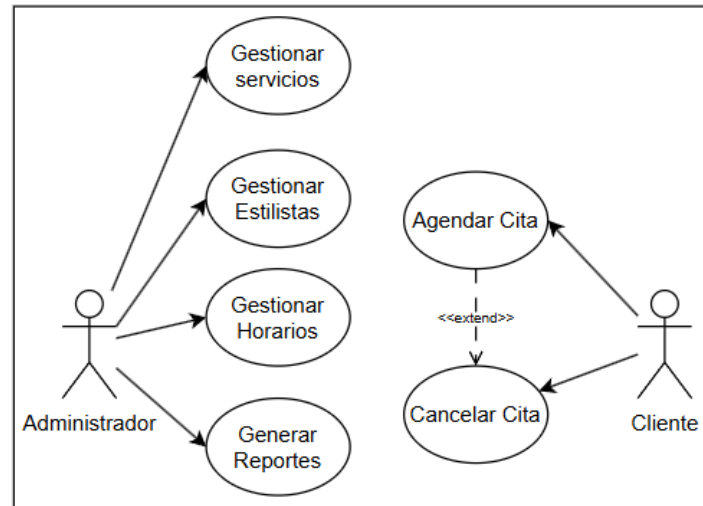 Gestionar
servicios
Gestionar
Estilistas
Agendar Cita
Gestionar
Horarios
<<extend>>
Administrador
Cancelar Cita
Cliente
Generar
Reportes